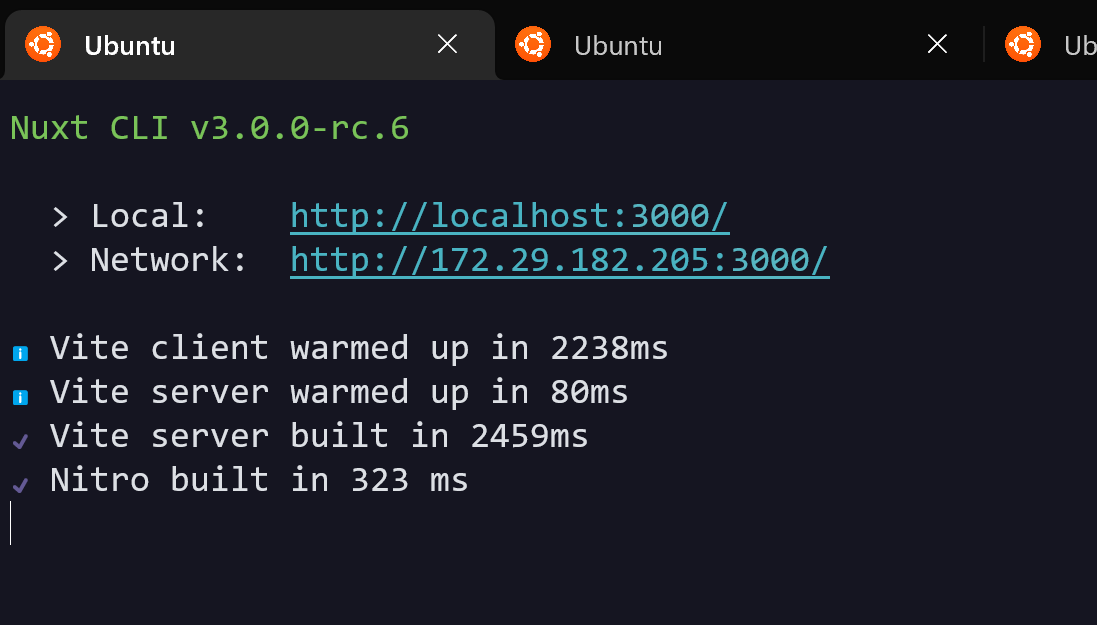 Ubuntu Ubuntu Ub
Nuxt CLI v3.0.0-rc.6
> Local: http://localhost:3000/
> Network: http://172.29.182.205:3000/
i Vite client warmed up in 2238ms
i Vite server warmed up in 80ms
✔ Vite server built in 2459ms
✔ Nitro built in 323 ms